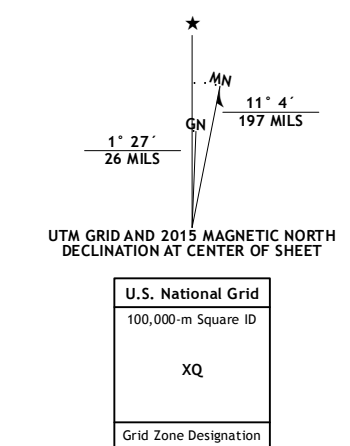 ★
MN
GN
11° 4´
197 MILS
1° 27´
26 MILS
UTM GRID AND 2015 MAGNETIC NORTH
DECLINATION AT CENTER OF SHEET
U.S. National Grid
100,000-m Square ID
XQ
Grid Zone Designation